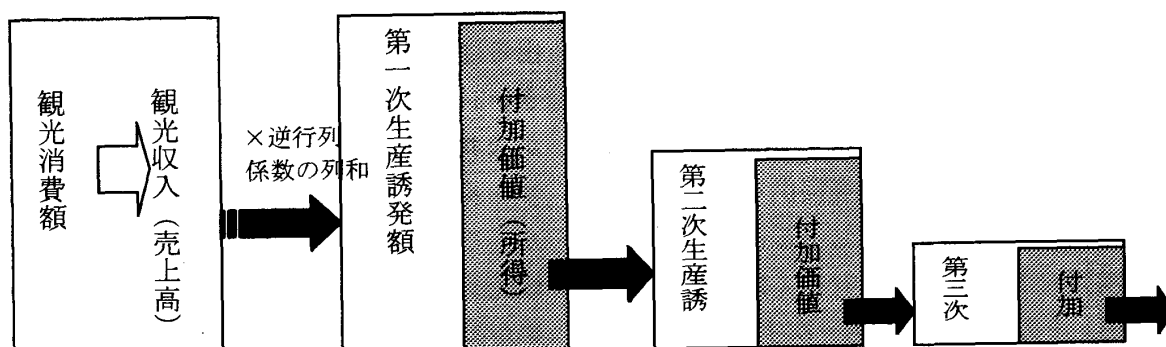 観光消費額
観光収入（売上高）
×逆行列
係数の列和
第一次生産誘発額
付加価値（所得）
第二次生産誘
付加価値
第三次
付加